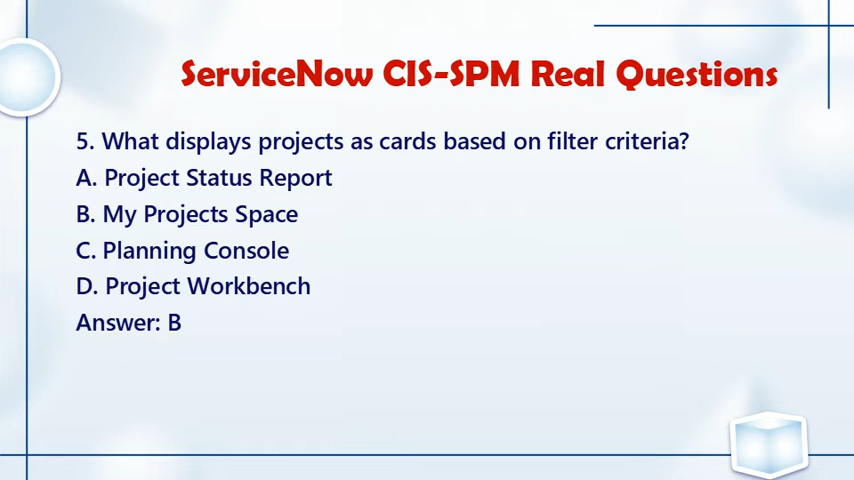 ServiceNow CIS-SPM Real Questions
5. What displays projects as cards based on filter criteria?
A. Project Status Report
B. My Projects Space
C. Planning Console
D. Project Workbench
Answer: B